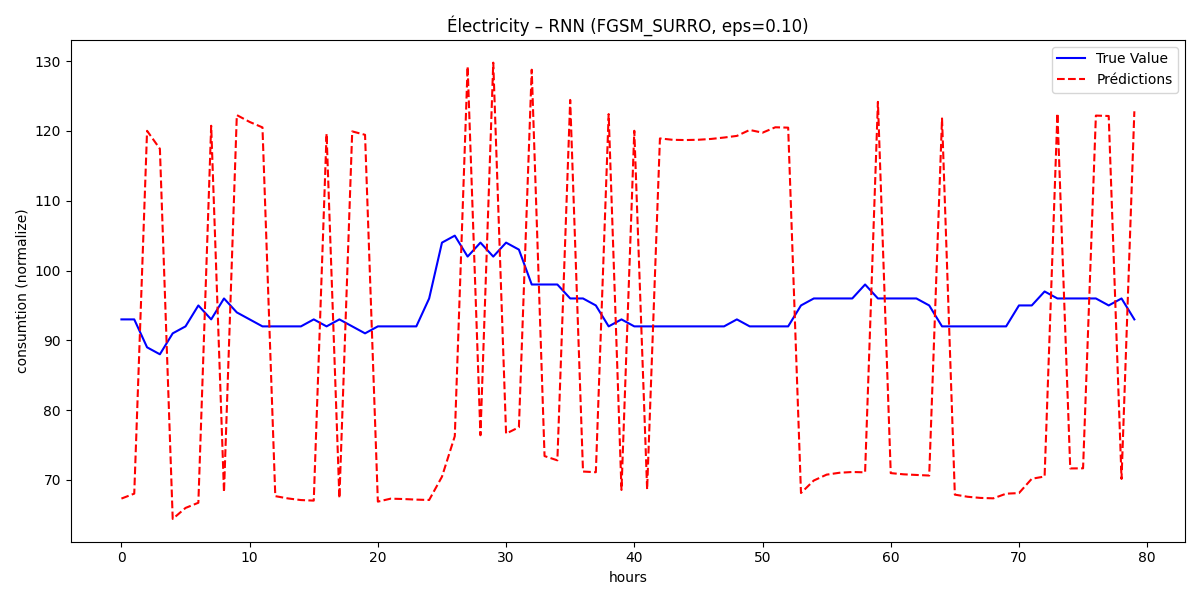 Électricity – RNN (FGSM_SURRO, eps=0.10)
True Value
Prédictions
consumtion (normalize)
130
120
110
100
90
80
70
0 10 20 30 40 50 60 70 80
hours